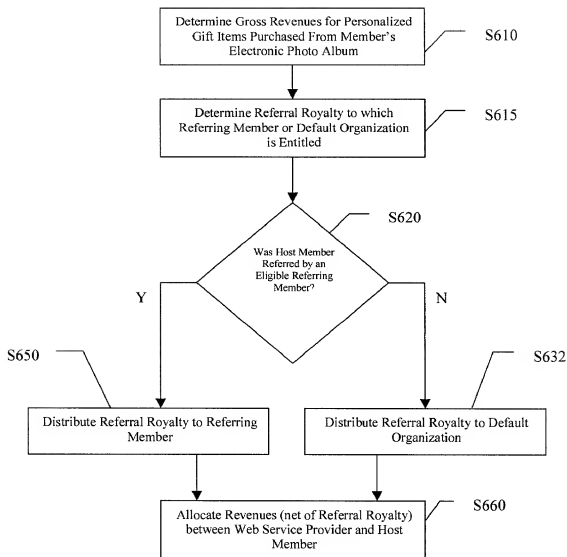 Determine Gross Revenues for Personalized
Gift Items Purchased From Member's
Electronic Photo Album
S610
Determine Referral Royalty to which
Referring Member or Default Organization
is Entitled
S615
S620
Was Host Member
Referred by an
Eligible Referring
Member?
Y
N
S650
S632
Distribute Referral Royalty to Referring
Member
Distribute Referral Royalty to Default
Organization
S660
Allocate Revenues (net of Referral Royalty)
between Web Service Provider and Host
Member